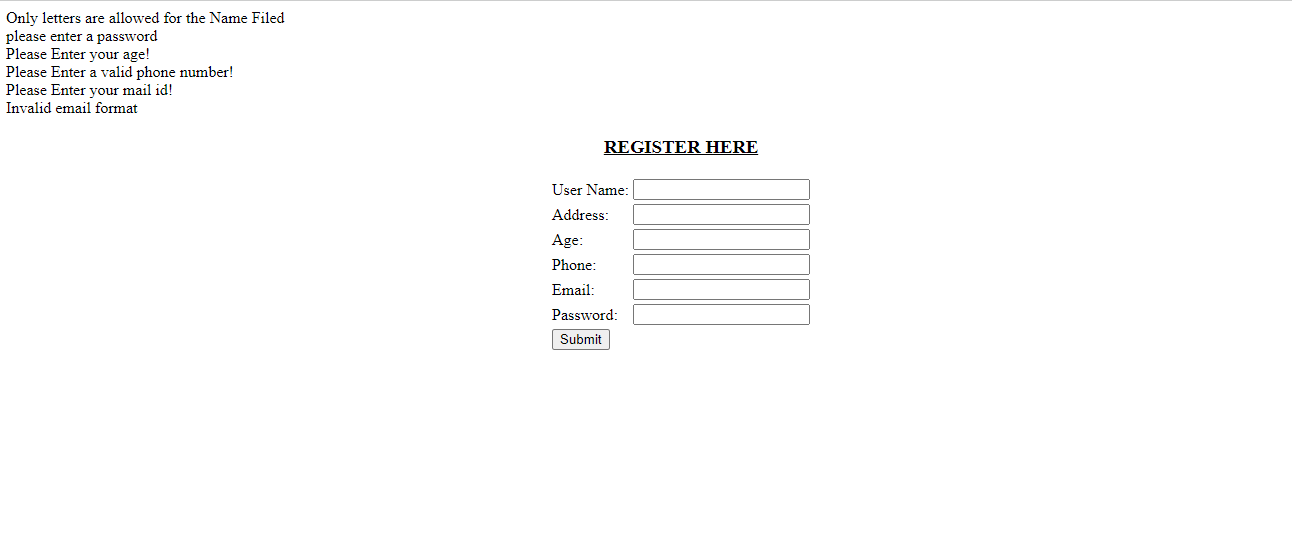 Only letters are allowed for the Name Filed
please enter a password
Please Enter your age!
Please Enter a valid phone number!
Please Enter your mail id!
Invalid email format
REGISTER HERE
User Name:
Address:
Age:
Phone:
Email:
Password:
Submit